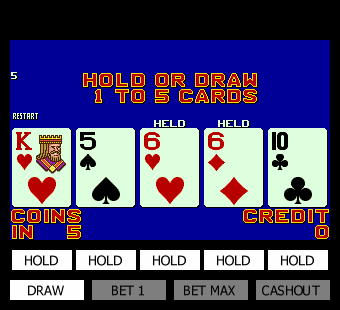 5
HOLD OR DRAW
1 TO 5 CARDS
RESTART
HELD HELD
K 5 6 6 10
COINS CREDIT
IN 5 0
HOLD HOLD HOLD HOLD HOLD
DRAW BET 1 BET MAX CASHOUT